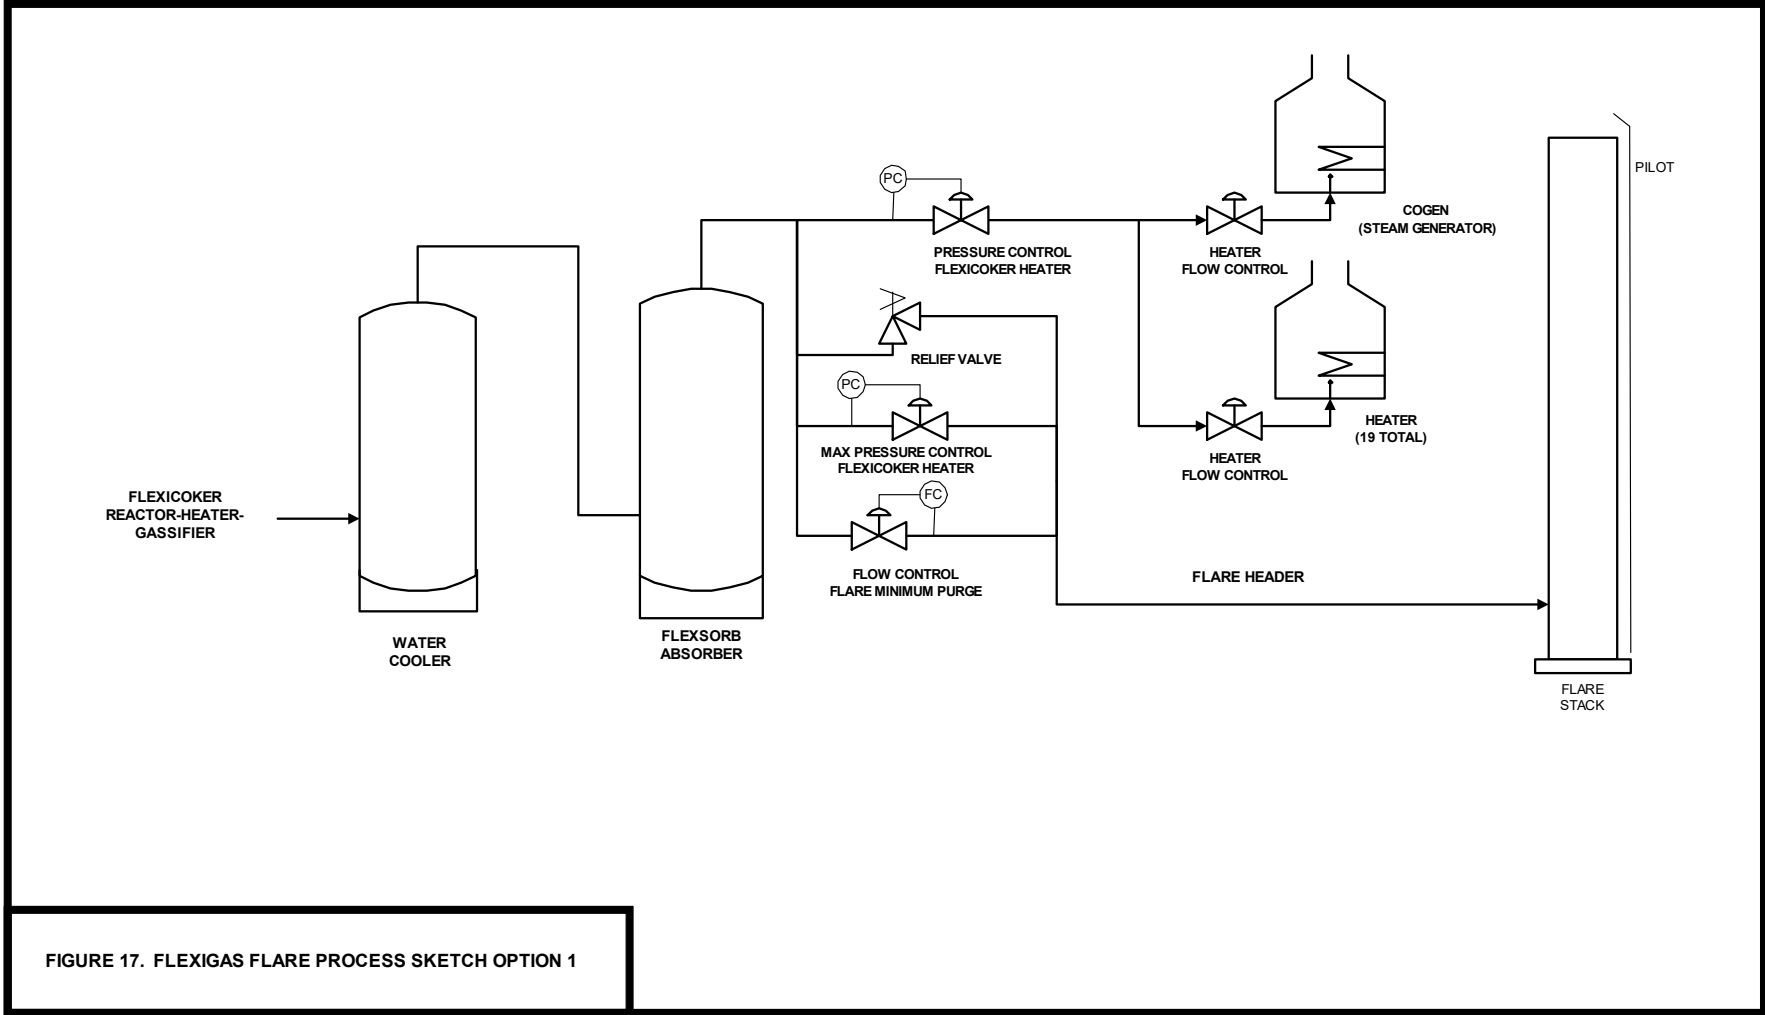 PILOT
PC
COGEN
(STEAM GENERATOR)
PRESSURE CONTROL
FLEXICOKER HEATER
HEATER
FLOW CONTROL
RELIEF VALVE
PC
HEATER
(19 TOTAL)
MAX PRESSURE CONTROL
FLEXICOKER HEATER
HEATER
FLOW CONTROL
FC
FLEXICOKER
REACTOR-HEATER-
GASSIFIER
FLOW CONTROL
FLARE MINIMUM PURGE
FLARE HEADER
WATER
COOLER
FLEXSORB
ABSORBER
FLARE
STACK
FIGURE 17.  FLEXIGAS FLARE PROCESS SKETCH OPTION 1